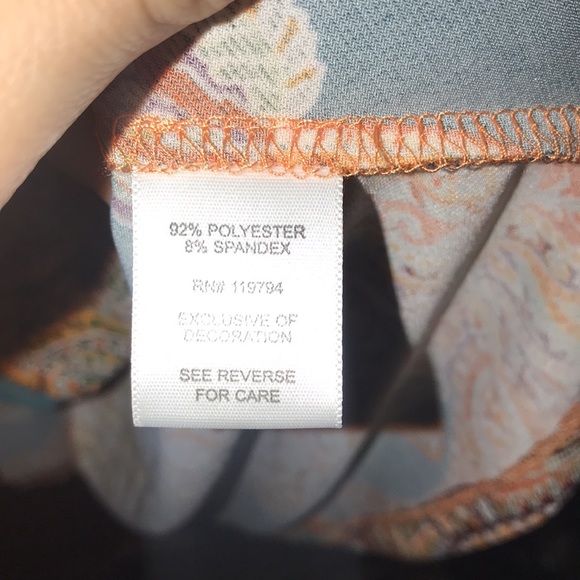 92% POLYESTER
8% SPANDEX
RN# 119794
EXCLUSIVE OF
DECORATION
SEE REVERSE
FOR CARE